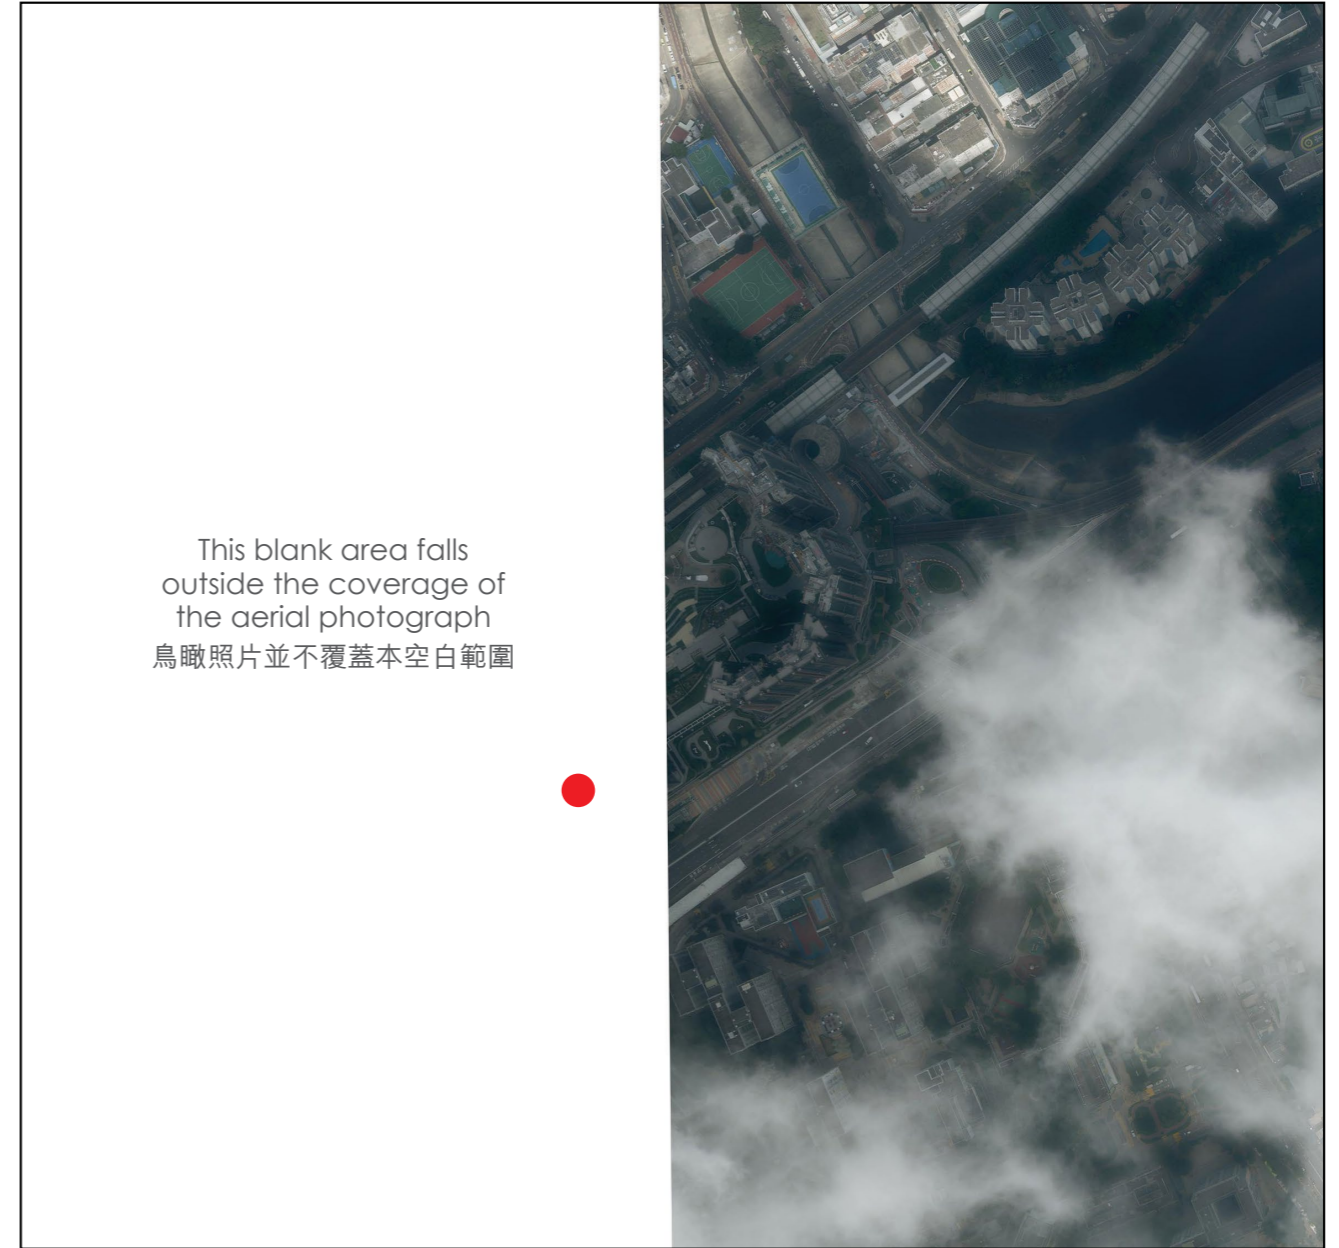 This blank area falls
outside the coverage of
the aerial photograph
鳥瞰照片並不覆蓋本空白範圍